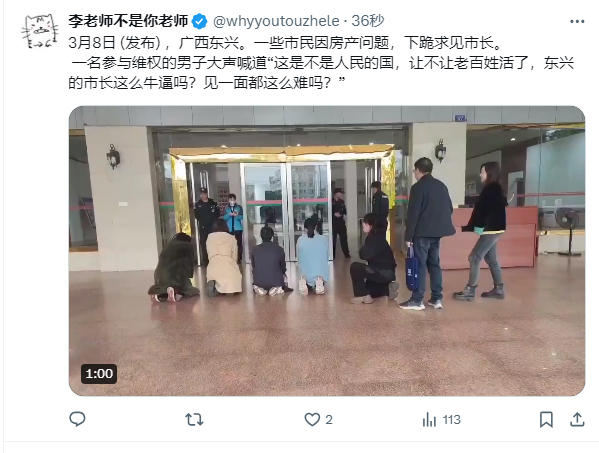 李老师不是你老师 @whyyoutouzhele · 36秒
3月8日 (发布) ，广西东兴。一些市民因房产问题，下跪求见市长。
一名参与维权的男子大声喊道“这是不是人民的国，让不让老百姓活了，东兴
的市长这么牛逼吗？见一面都这么难吗？”
1:00
2
113